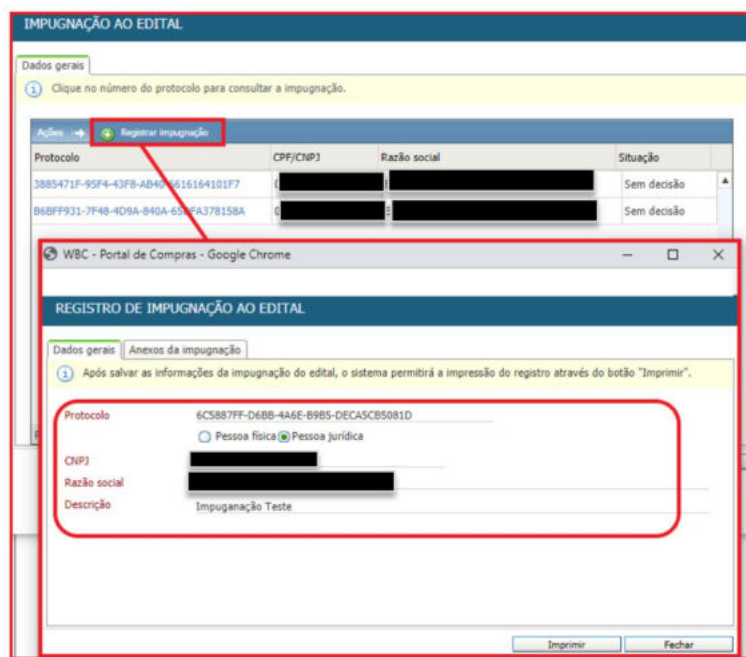 IMPUGNAÇÃO AO EDITAL
Dados gerais
Clique no número do protocolo para consultar a impugnação.
Ações Registrar impugnação
Protocolo CPF/CNPJ Razão social Situação
3885471F-95F4-43F8-AB40-6616164101F7 Sem decisão
B6BFF931-7F48-4D9A-840A-65DFA378158A Sem decisão
WBC - Portal de Compras - Google Chrome
REGISTRO DE IMPUGNAÇÃO AO EDITAL
Dados gerais Anexos da impugnação
Após salvar as informações da impugnação do edital, o sistema permitirá a impressão do registro através do botão "Imprimir".
Protocolo 6C5887FF-D6BB-4A6E-B9B5-DECA5CB5081D
Pessoa física Pessoa jurídica
CNPJ
Razão social
Descrição Impuganação Teste
Imprimir Fechar